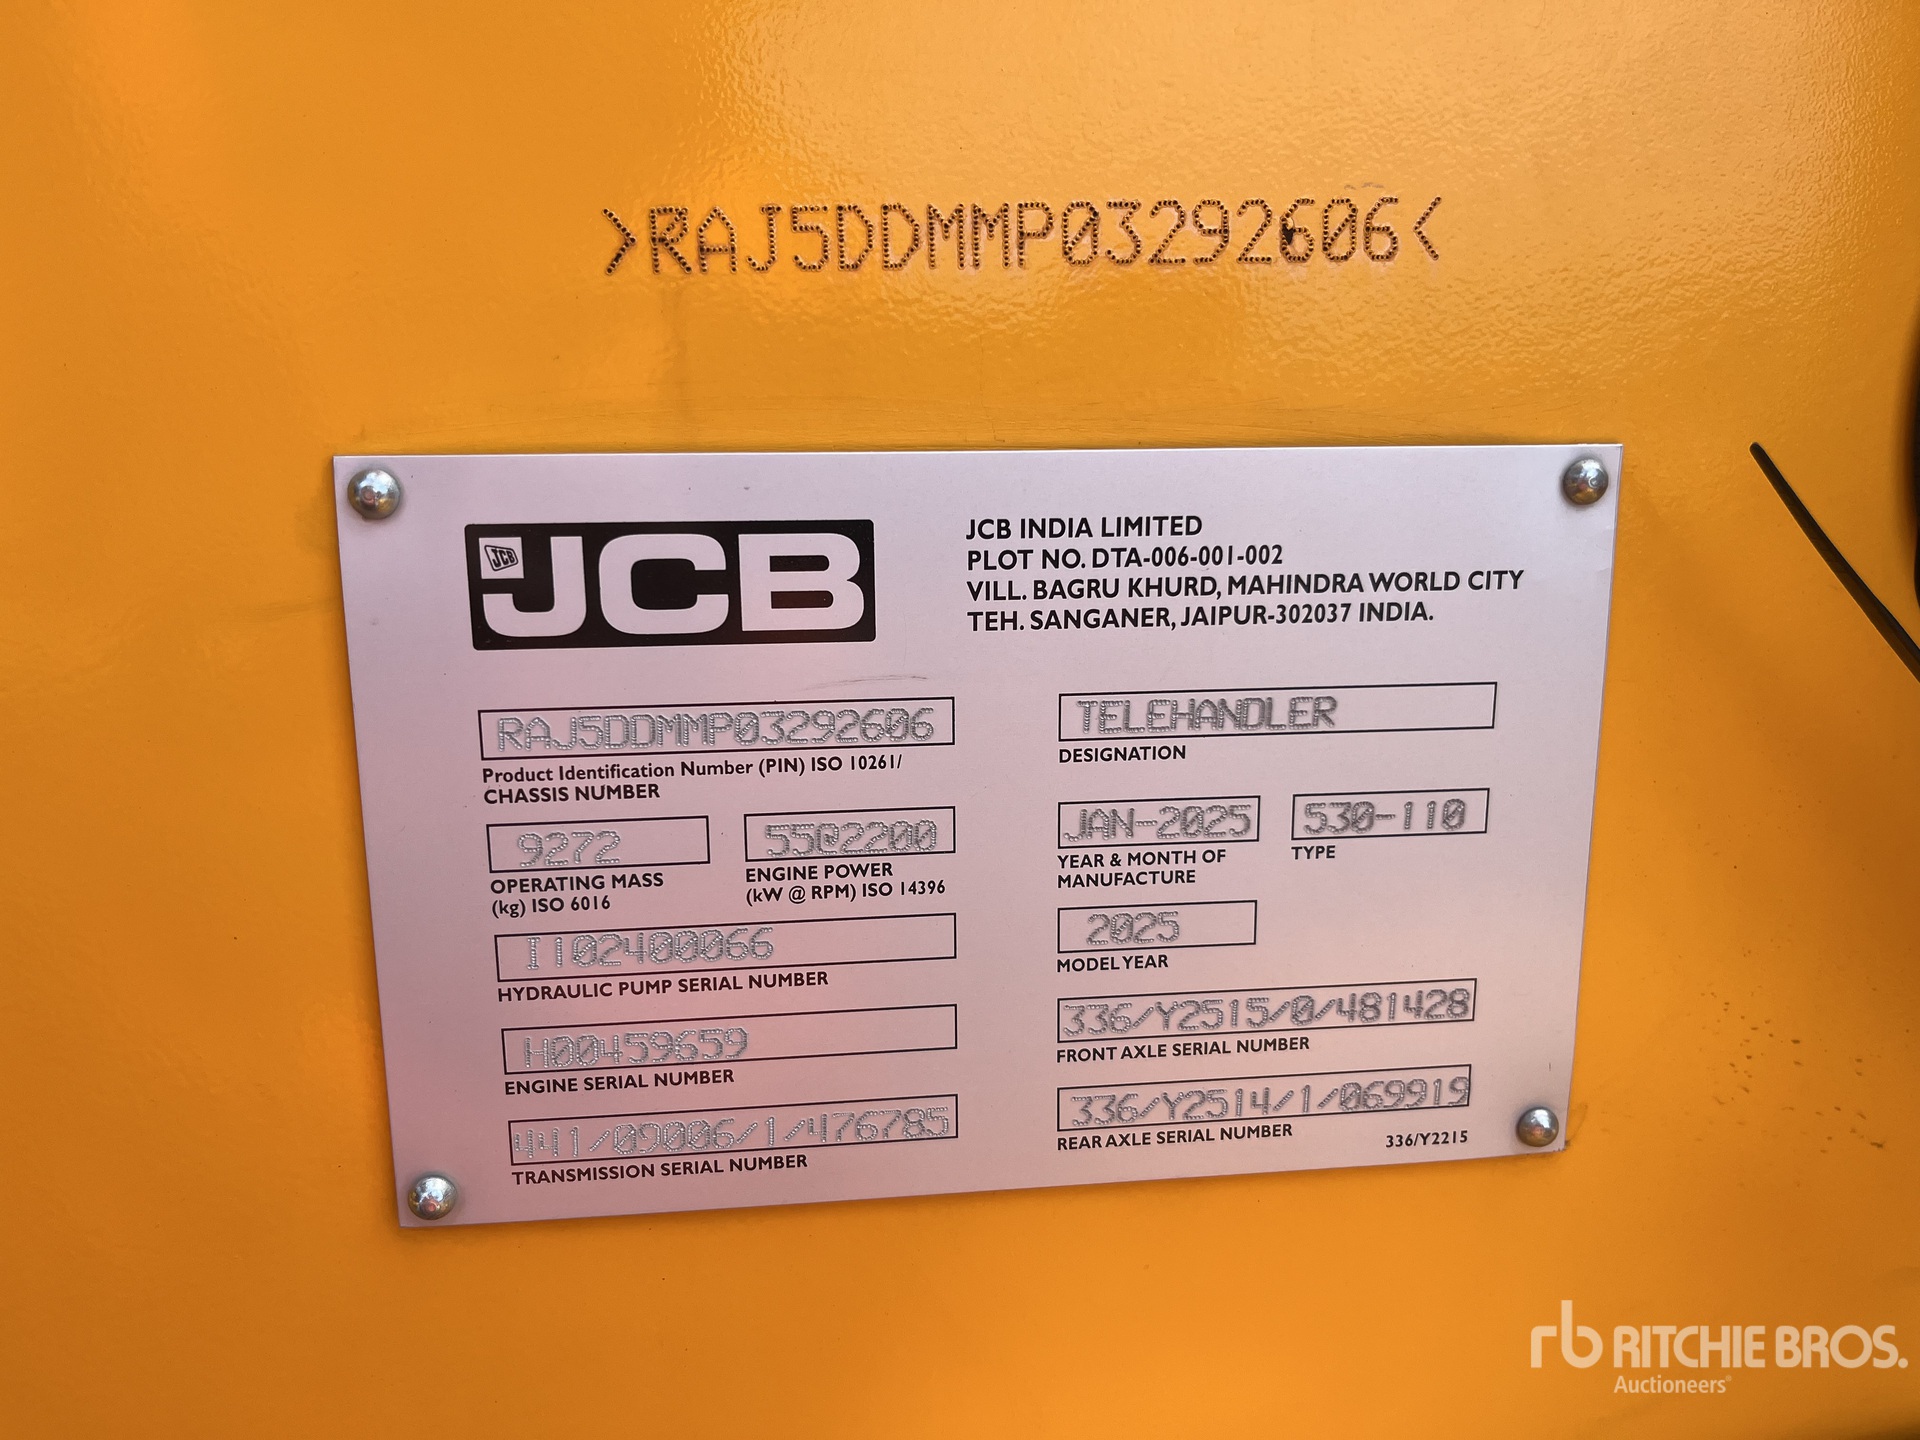 >RAJ5DDMMP03292606<
JCB
JCB
JCB INDIA LIMITED
PLOT NO. DTA-006-001-002
VILL. BAGRU KHURD, MAHINDRA WORLD CITY
TEH. SANGANER, JAIPUR-302037 INDIA.
RAJ5DDMMP03292606
Product Identification Number (PIN) ISO 10261/
CHASSIS NUMBER
TELEHANDLER
DESIGNATION
9272
OPERATING MASS
(kg) ISO 6016
55@2200
ENGINE POWER
(kW @ RPM) ISO 14396
JAN-2025
YEAR & MONTH OF
MANUFACTURE
530-110
TYPE
I102400066
HYDRAULIC PUMP SERIAL NUMBER
2025
MODEL YEAR
H00459659
ENGINE SERIAL NUMBER
336/Y2515/0/481428
FRONT AXLE SERIAL NUMBER
441/09006/1/476785
TRANSMISSION SERIAL NUMBER
336/Y2514/1/069919
REAR AXLE SERIAL NUMBER
336/Y2215
rb RITCHIE BROS.
Auctioneers